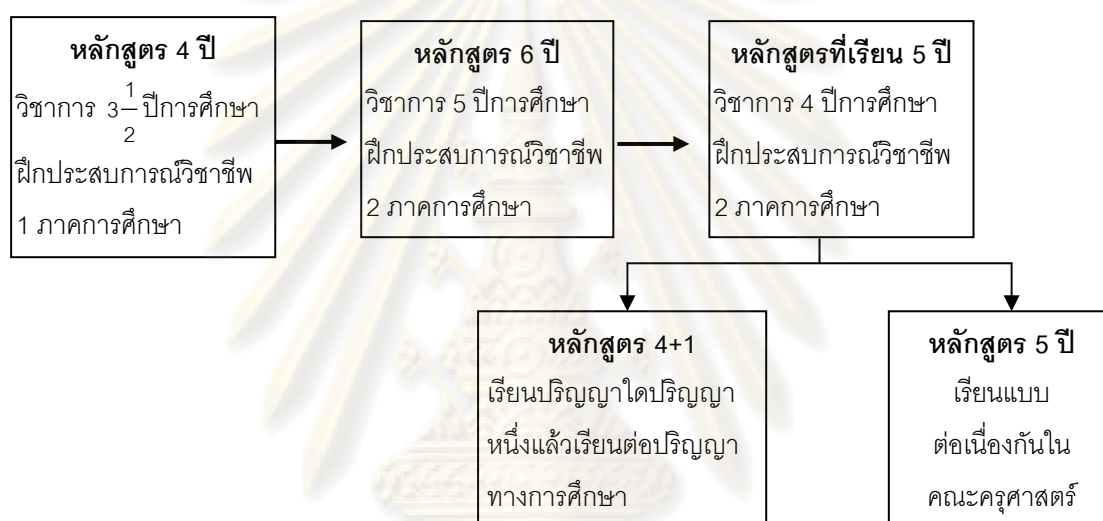 หลักสูตร 4 ปี
วิชาการ 3 1/2 ปีการศึกษา
ฝึกประสบการณ์วิชาชีพ
1 ภาคการศึกษา
หลักสูตร 6 ปี
วิชาการ 5 ปีการศึกษา
ฝึกประสบการณ์วิชาชีพ
2 ภาคการศึกษา
หลักสูตรที่เรียน 5 ปี
วิชาการ 4 ปีการศึกษา
ฝึกประสบการณ์วิชาชีพ
2 ภาคการศึกษา
หลักสูตร 4+1
เรียนปริญญาใดปริญญา
หนึ่งแล้วเรียนต่อปริญญา
ทางการศึกษา
หลักสูตร 5 ปี
เรียนแบบ
ต่อเนื่องกันใน
คณะครุศาสตร์